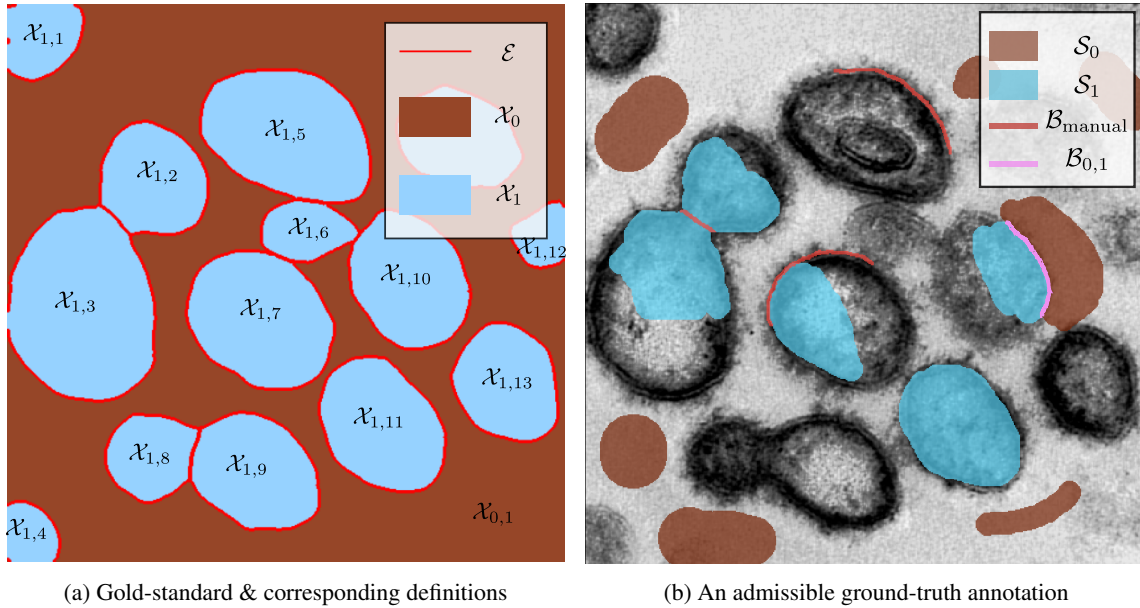 𝒳1,1
ℰ
𝒳0
𝒳1
𝒳1,5
𝒳1,2
𝒳1,6
𝒳1,12
𝒳1,10
𝒳1,3
𝒳1,7
𝒳1,13
𝒳1,11
𝒳1,8
𝒳1,9
𝒳0,1
𝒳1,4
(a) Gold-standard & corresponding definitions
𝒮0
𝒮1
ℬmanual
ℬ0,1
(b) An admissible ground-truth annotation